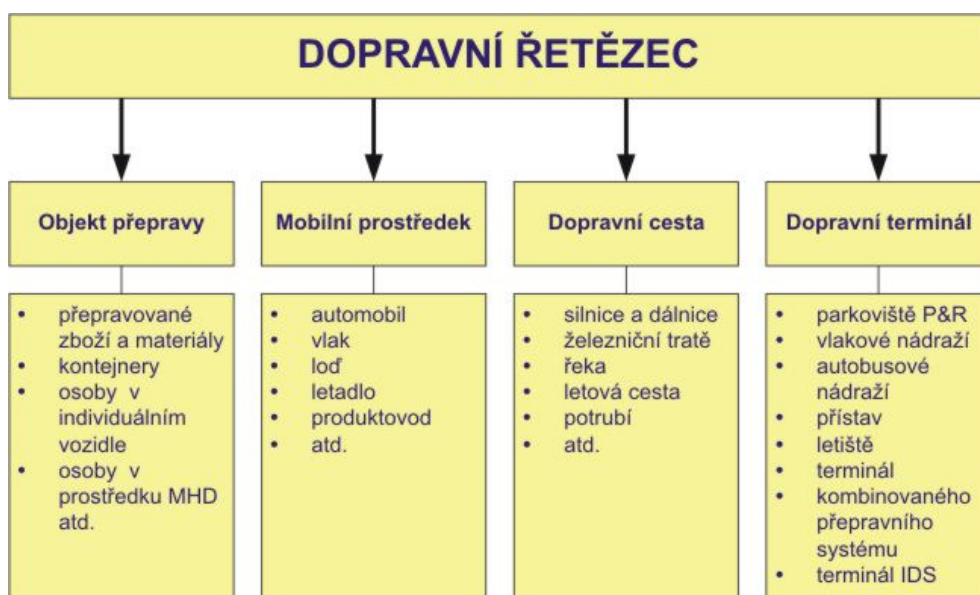 DOPRAVNÍ ŘETĚZEC
Objekt přepravy
• přepravované
zboží a materiály
• kontejnery
• osoby v
individuálním
vozidle
• osoby v
prostředku MHD
atd.
Mobilní prostředek
• automobil
• vlak
• loď
• letadlo
• produktovod
• atd.
Dopravní cesta
• silnice a dálnice
• železniční tratě
• řeka
• letová cesta
• potrubí
• atd.
Dopravní terminál
• parkoviště P&R
• vlakové nádraží
• autobusové
nádraží
• přístav
• letiště
• terminál
• kombinovaného
přepravního
systému
• terminál IDS